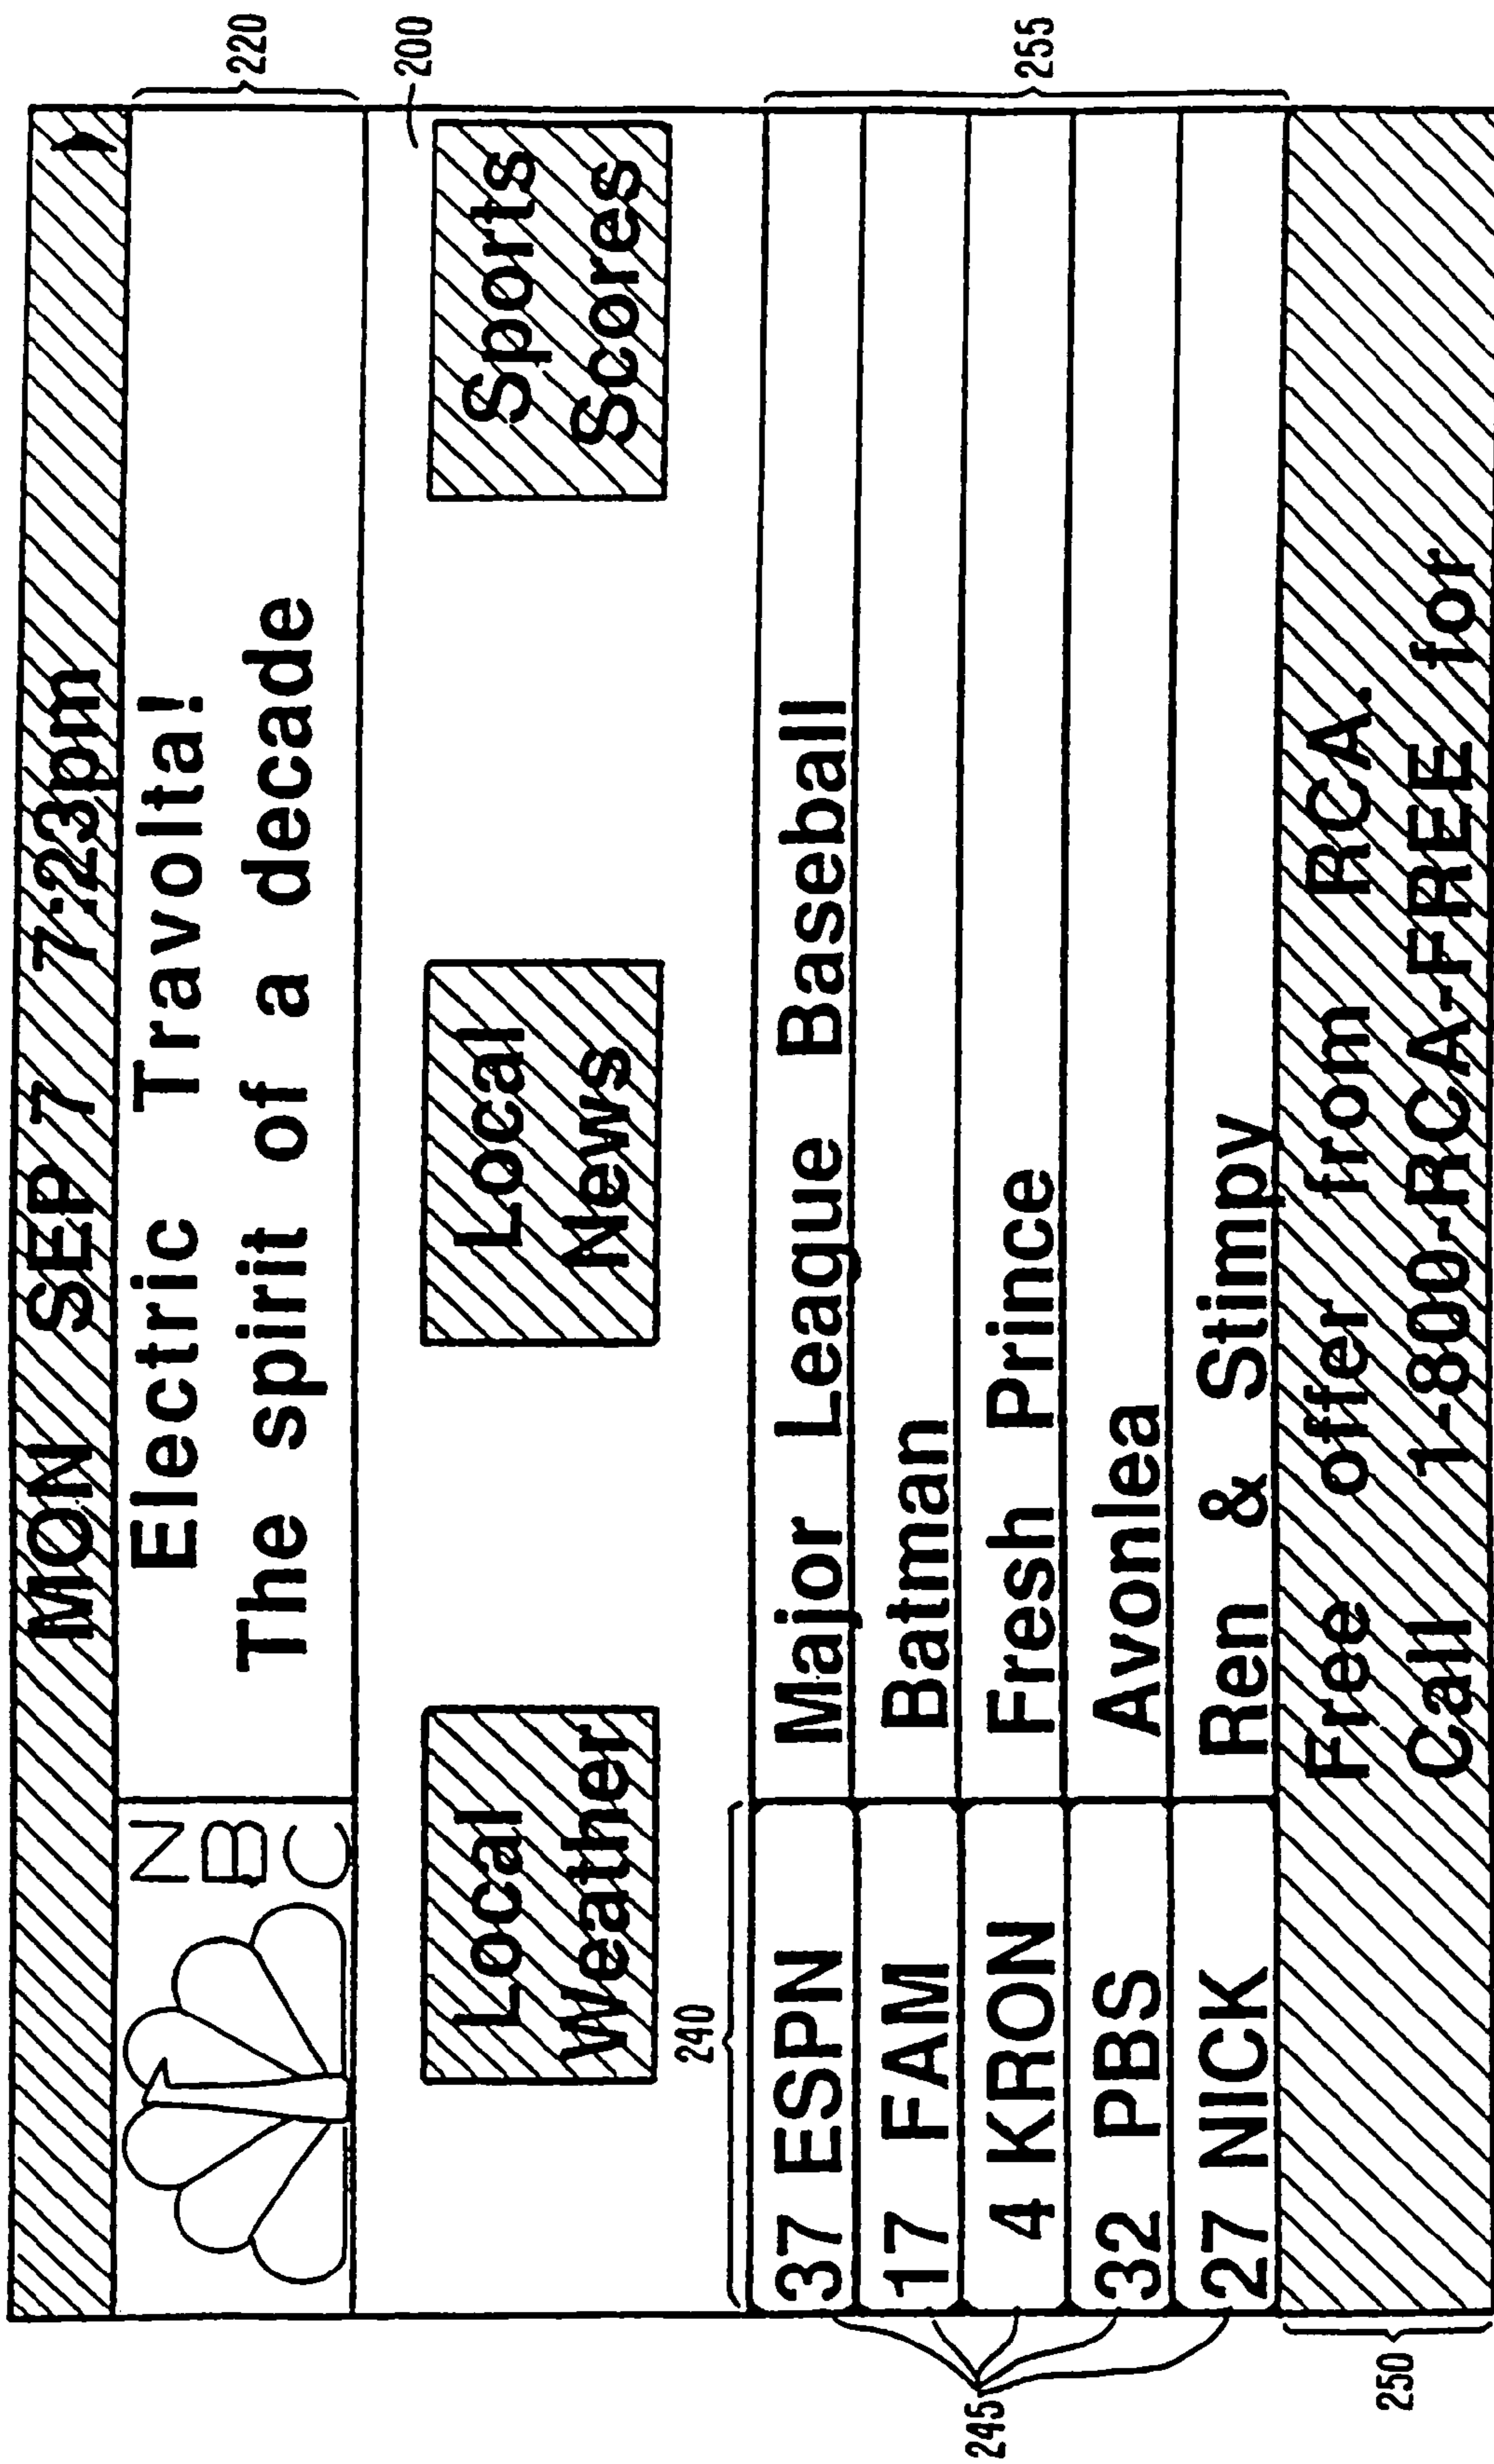 MON SEP 7 7:23pm
NBC
Electric Travolta!
The spirit of a decade
220
200
Local
Weather
Local
News
Sports
Scores
240
37 ESPN Major League Baseball
17 FAM Batman
4 KRON Fresh Prince
32 PBS Avonlea
27 NICK Ren & Stimpy
245
255
Free offer from RCA.
Call 1-800-RCA-FREE for
250